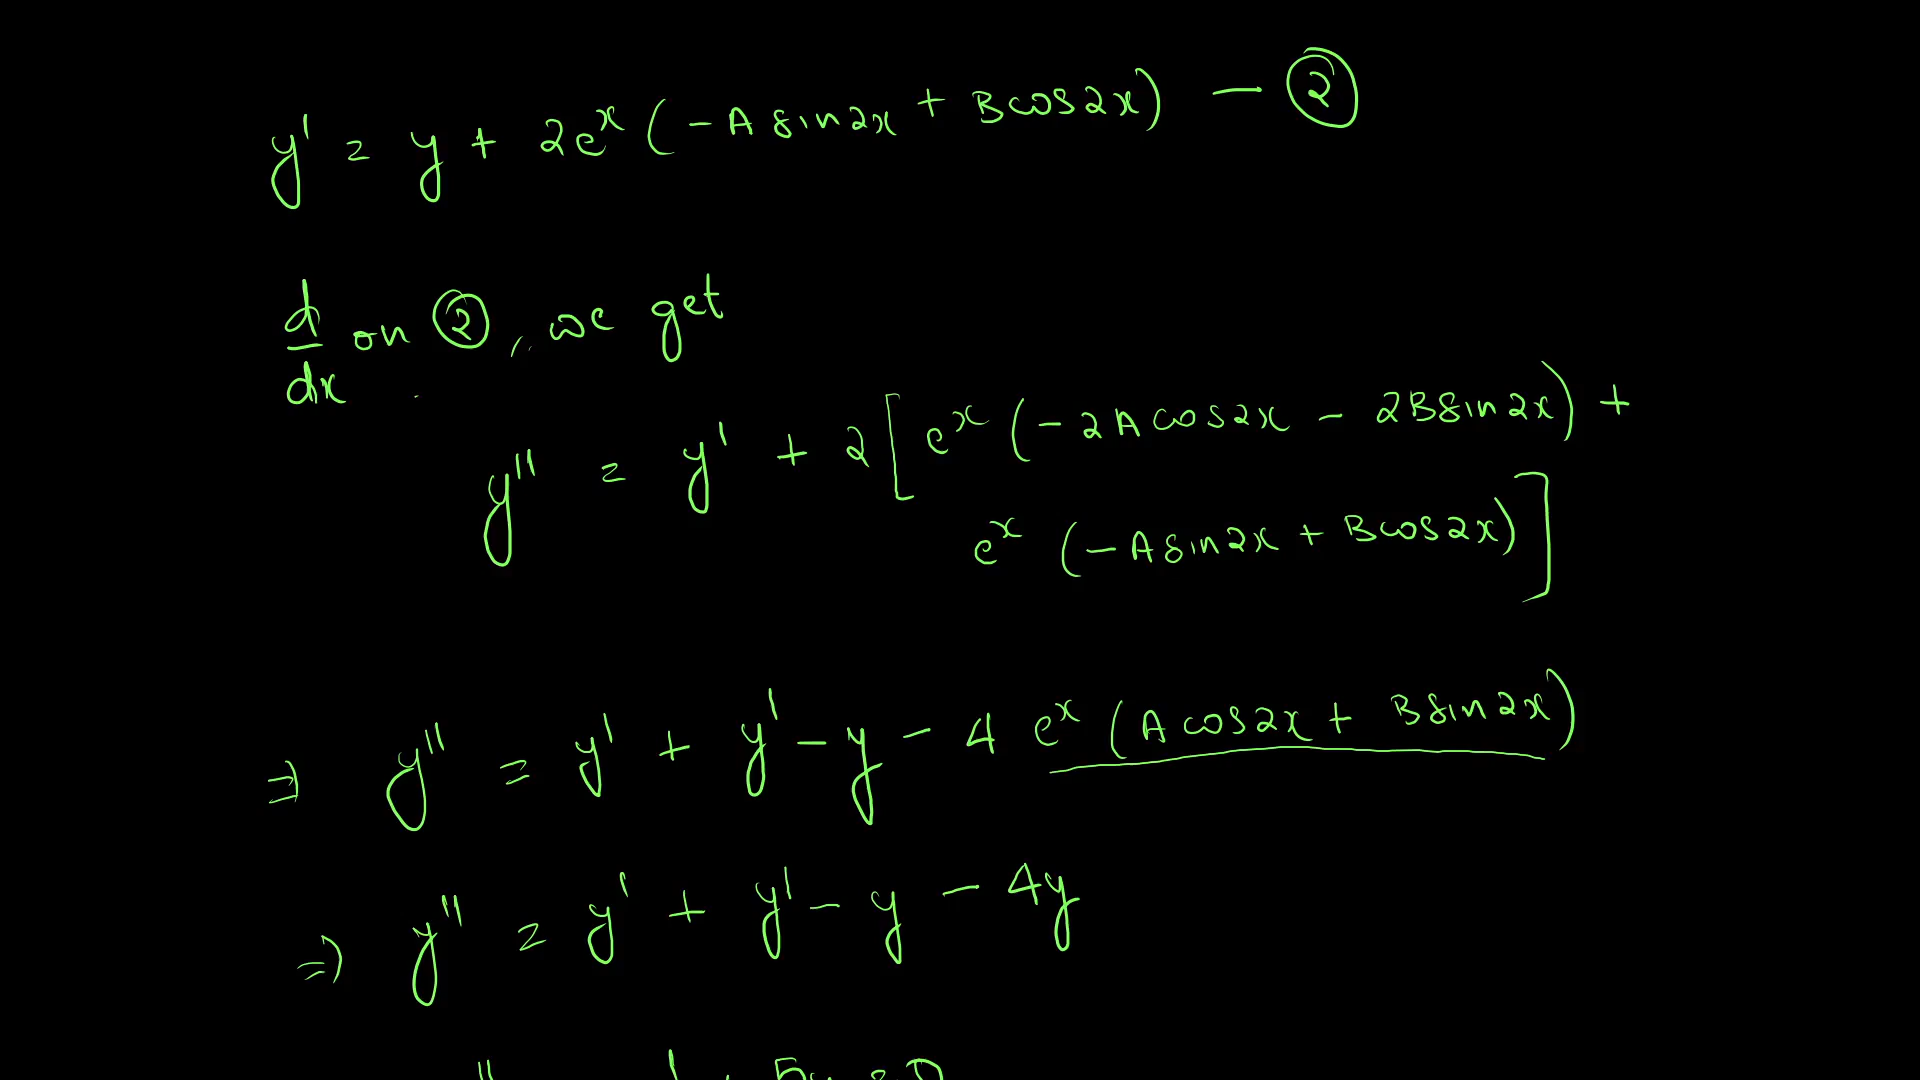 y' = y + 2e^x (-A sin2x + B cos2x) — ②
d/dx on ②, we get
y'' = y' + 2[e^x (-2A cos2x - 2B sin2x) +
e^x (-A sin2x + B cos2x)]
⇒ y'' = y' + y' - y - 4 e^x (A cos2x + B sin2x)
⇒ y'' = y' + y' - y - 4y